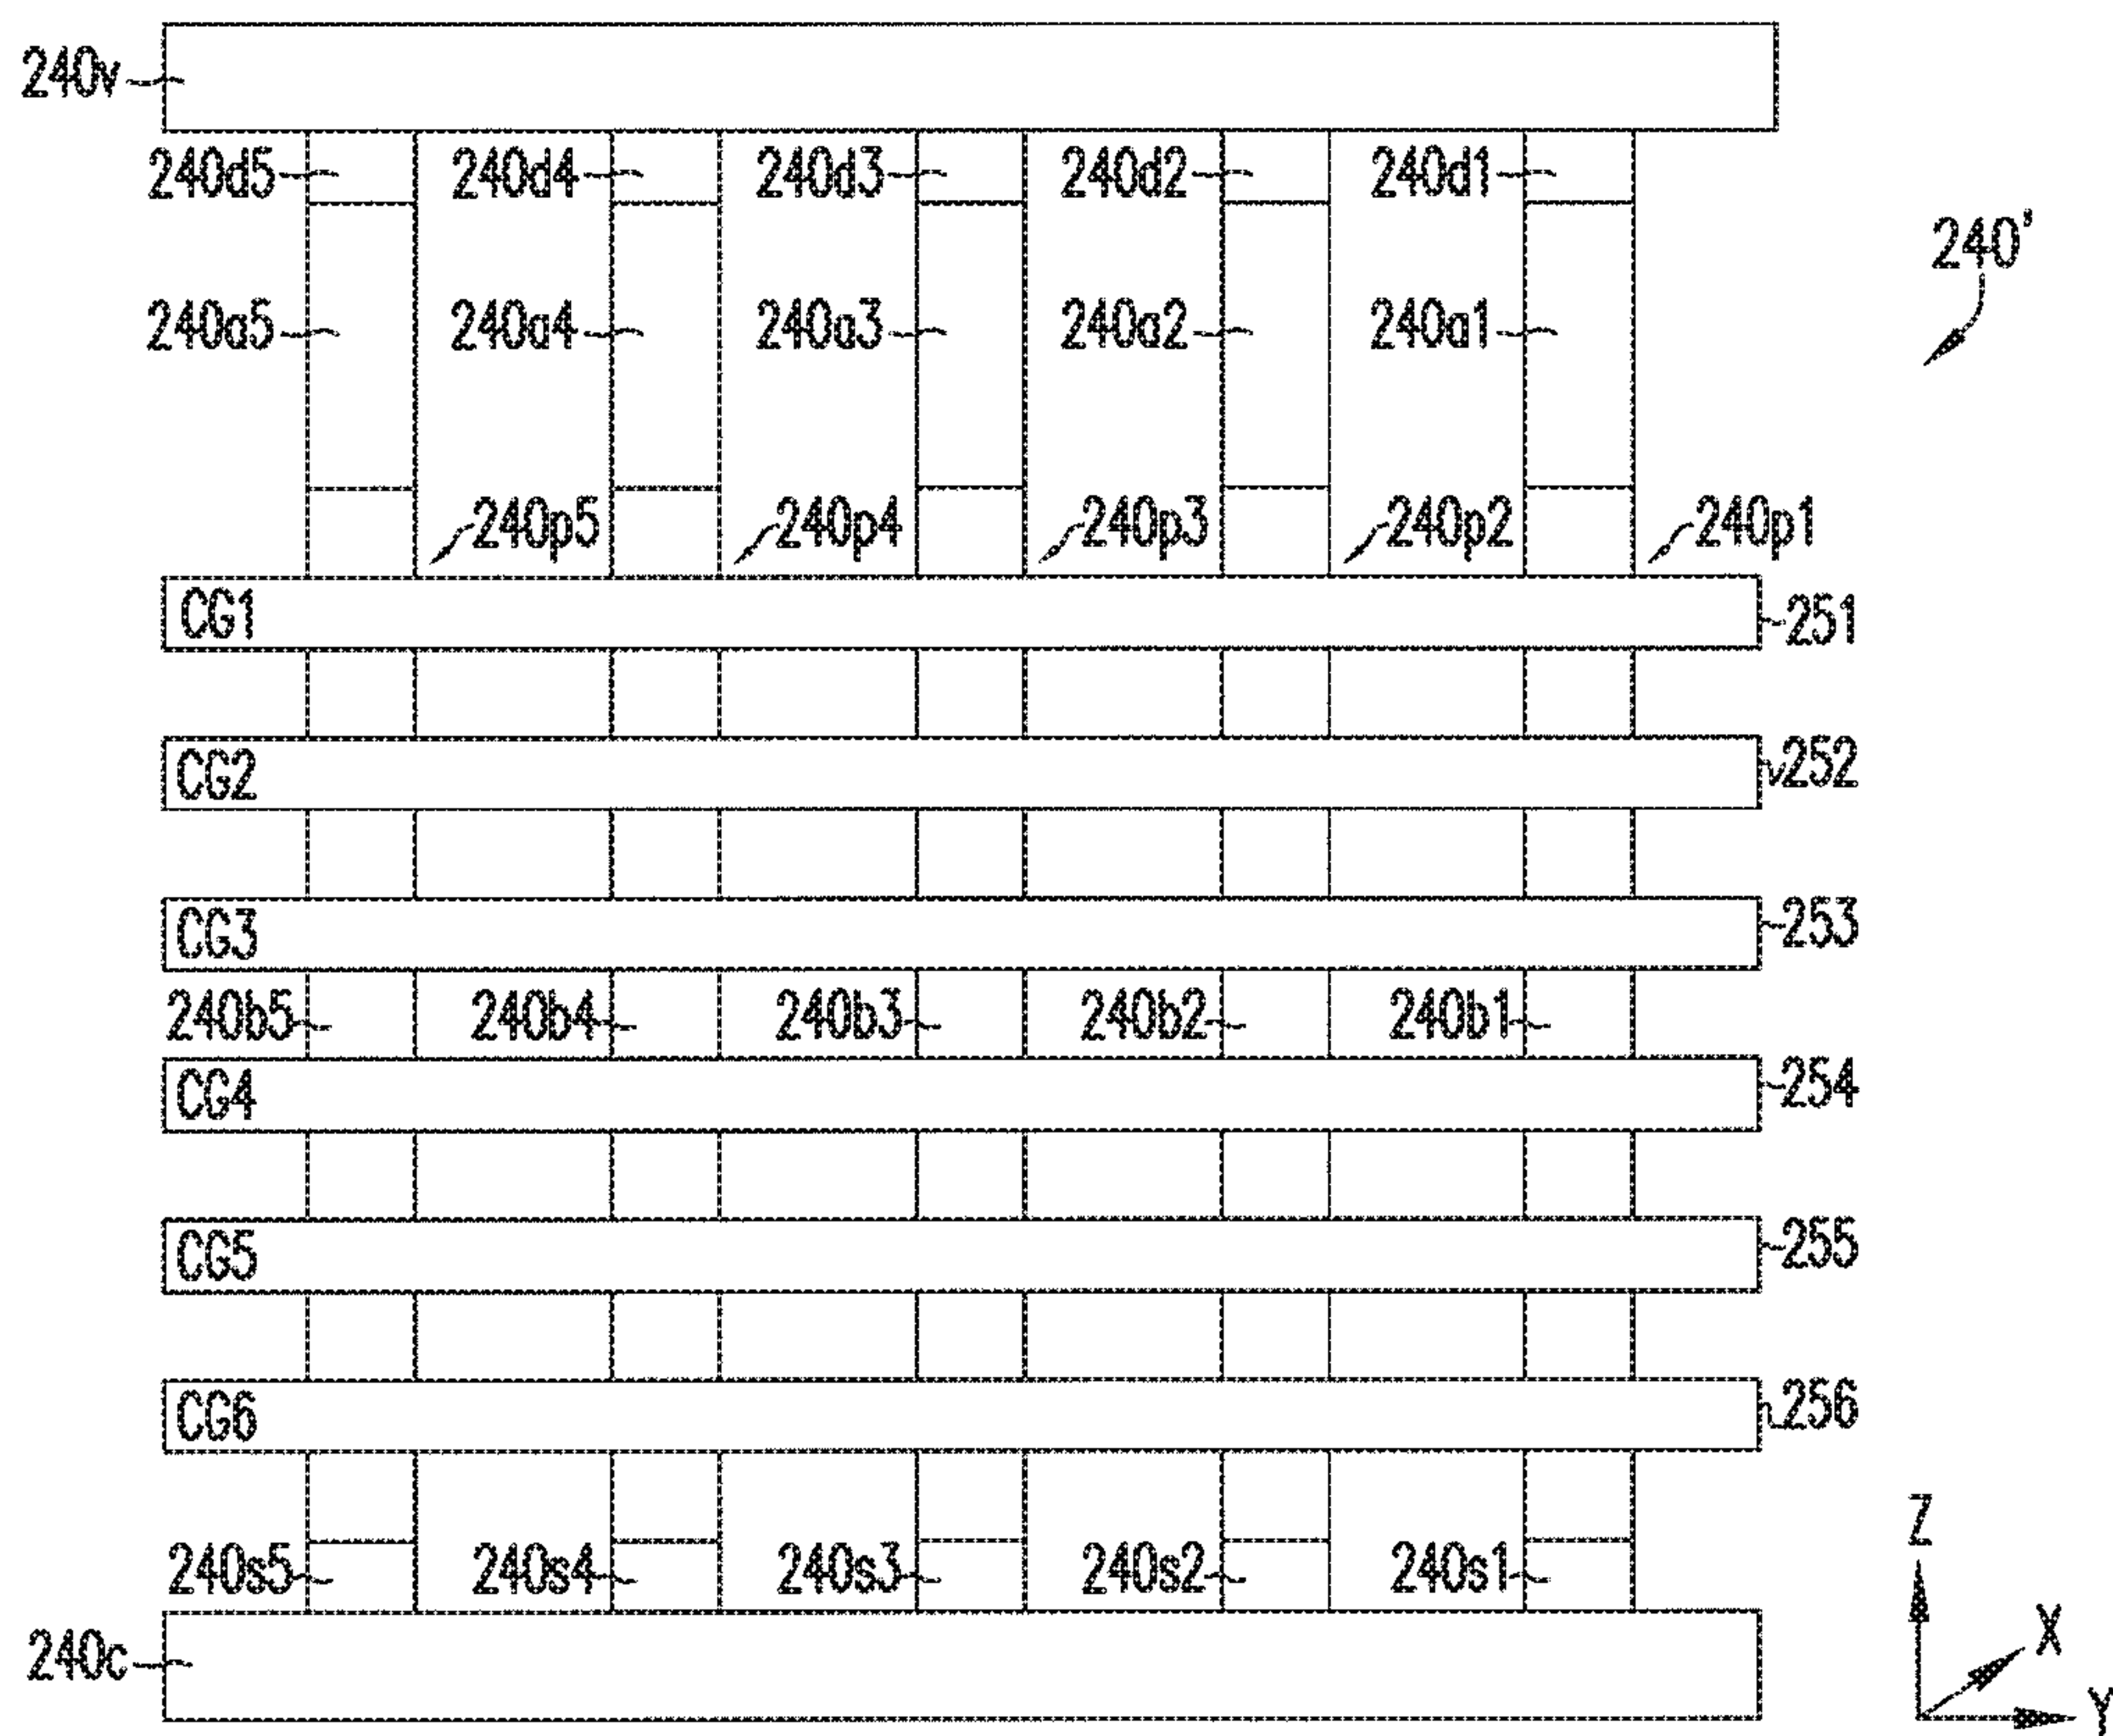 240v
240d5 240d4 240d3 240d2 240d1
240'
240a5 240a4 240a3 240a2 240a1
240p5 240p4 240p3 240p2 240p1
CG1 251
CG2 252
CG3 253
240b5 240b4 240b3 240b2 240b1
CG4 254
CG5 255
CG6 256
240s5 240s4 240s3 240s2 240s1
240c
Z
X
Y